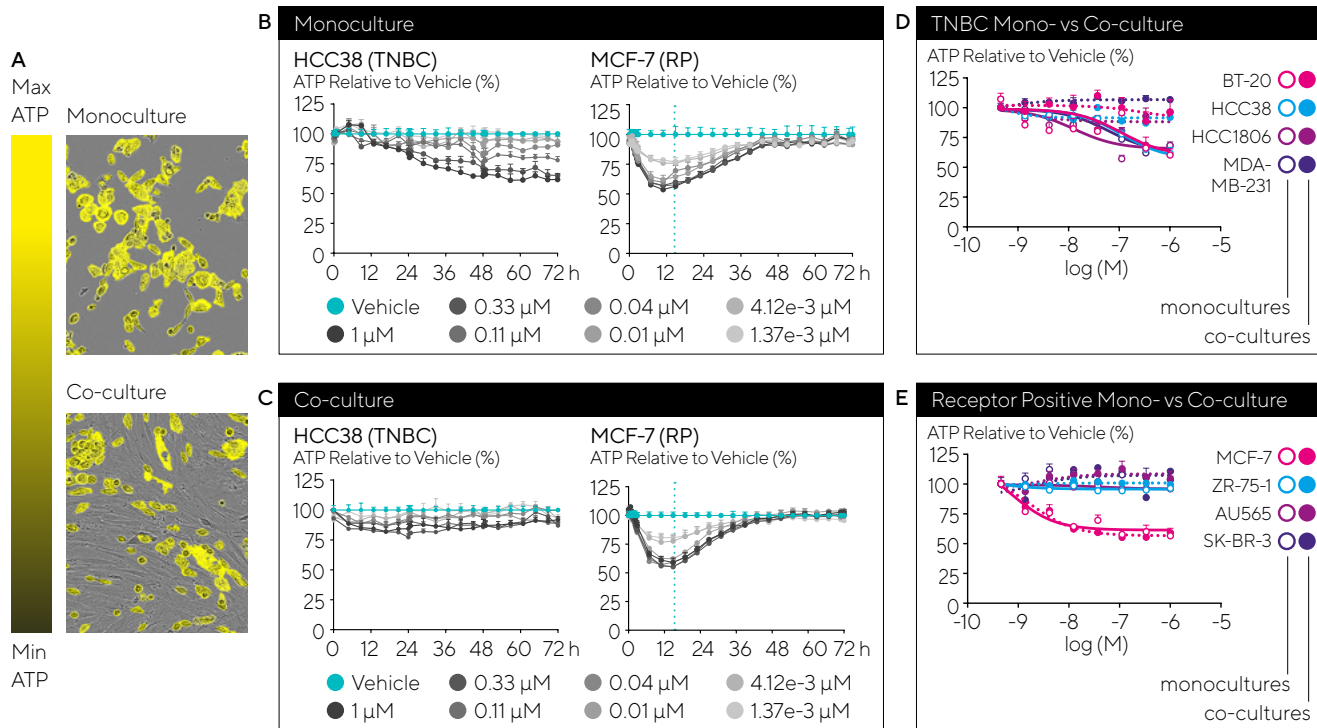 A
Max
ATP
Monoculture
Co-culture
Min
ATP
B
Monoculture
HCC38 (TNBC)
ATP Relative to Vehicle (%)
125
100
75
50
25
0
0 12 24 36 48 60 72 h
MCF-7 (RP)
ATP Relative to Vehicle (%)
125
100
75
50
25
0
0 12 24 36 48 60 72 h
Vehicle 0.33 µM 0.04 µM 4.12e-3 µM
1 µM 0.11 µM 0.01 µM 1.37e-3 µM
C
Co-culture
HCC38 (TNBC)
ATP Relative to Vehicle (%)
125
100
75
50
25
0
0 12 24 36 48 60 72 h
MCF-7 (RP)
ATP Relative to Vehicle (%)
125
100
75
50
25
0
0 12 24 36 48 60 72
Vehicle 0.33 µM 0.04 µM 4.12e-3 µM
1 µM 0.11 µM 0.01 µM 1.37e-3 µM
D
TNBC Mono- vs Co-culture
ATP Relative to Vehicle (%)
125
100
75
50
25
0
-10 -9 -8 -7 -6 -5
log (M)
BT-20
HCC38
HCC1806
MDA-
MB-231
monocultures
co-cultures
E
Receptor Positive Mono- vs Co-culture
ATP Relative to Vehicle (%)
125
100
75
50
25
0
-10 -9 -8 -7 -6 -5
log (M)
MCF-7
ZR-75-1
AU565
SK-BR-3
monocultures
co-cultures